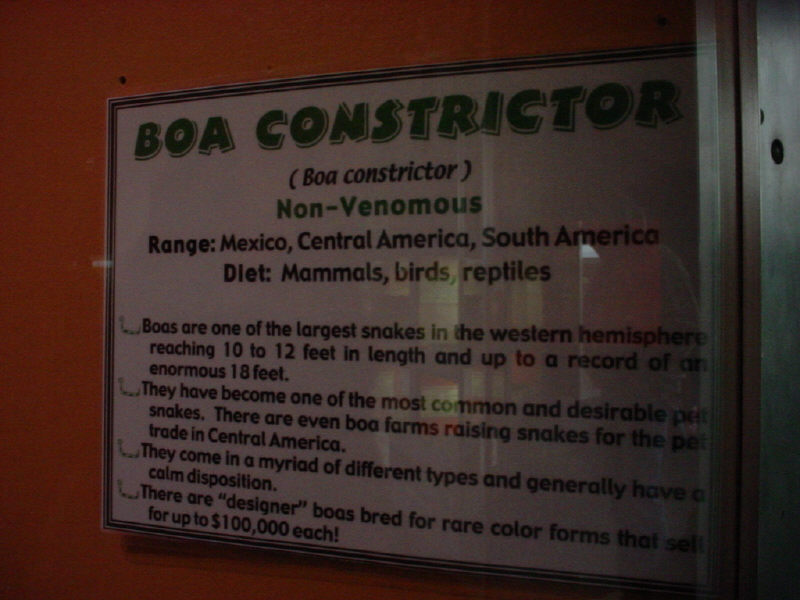 BOA CONSTRICTOR
( Boa constrictor )
Non-Venomous
Range: Mexico, Central America, South America
Diet: Mammals, birds, reptiles
Boas are one of the largest snakes in the western hemisphere
reaching 10 to 12 feet in length and up to a record of an
enormous 18 feet.
They have become one of the most common and desirable pet
snakes. There are even boa farms raising snakes for the pet
trade in Central America.
They come in a myriad of different types and generally have a
calm disposition.
There are "designer" boas bred for rare color forms that sell
for up to $100,000 each!